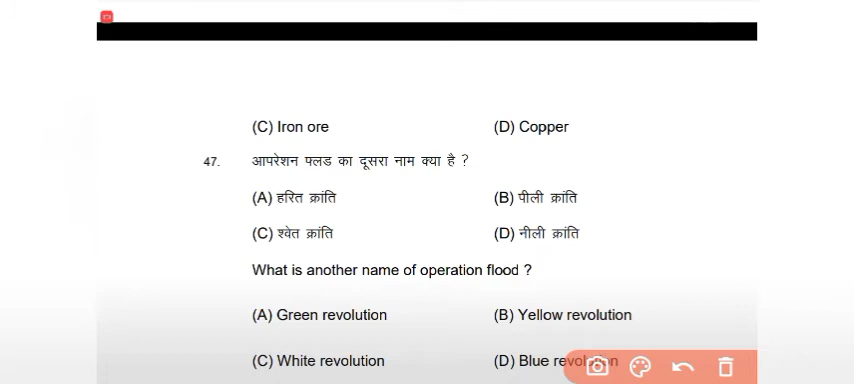 (C) Iron ore (D) Copper
47. आपरेशन फ्लड का दूसरा नाम क्या है ?
(A) हरित क्रांति (B) पीली क्रांति
(C) श्वेत क्रांति (D) नीली क्रांति
What is another name of operation flood ?
(A) Green revolution (B) Yellow revolution
(C) White revolution (D) Blue revolution